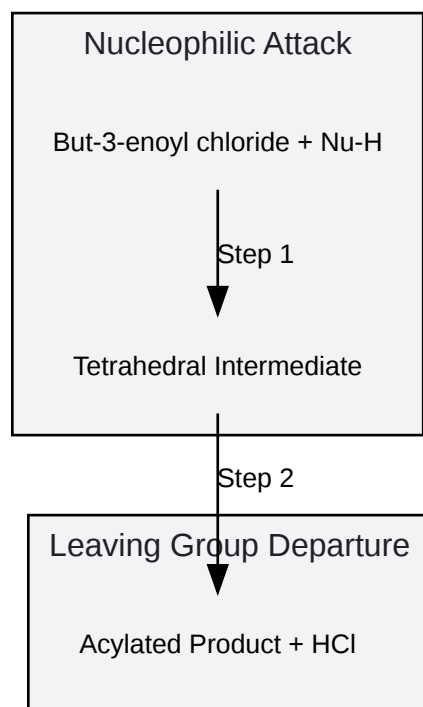 Nucleophilic Attack
But-3-enoyl chloride + Nu-H
Step 1
Tetrahedral Intermediate
Step 2
Leaving Group Departure
Acylated Product + HCl